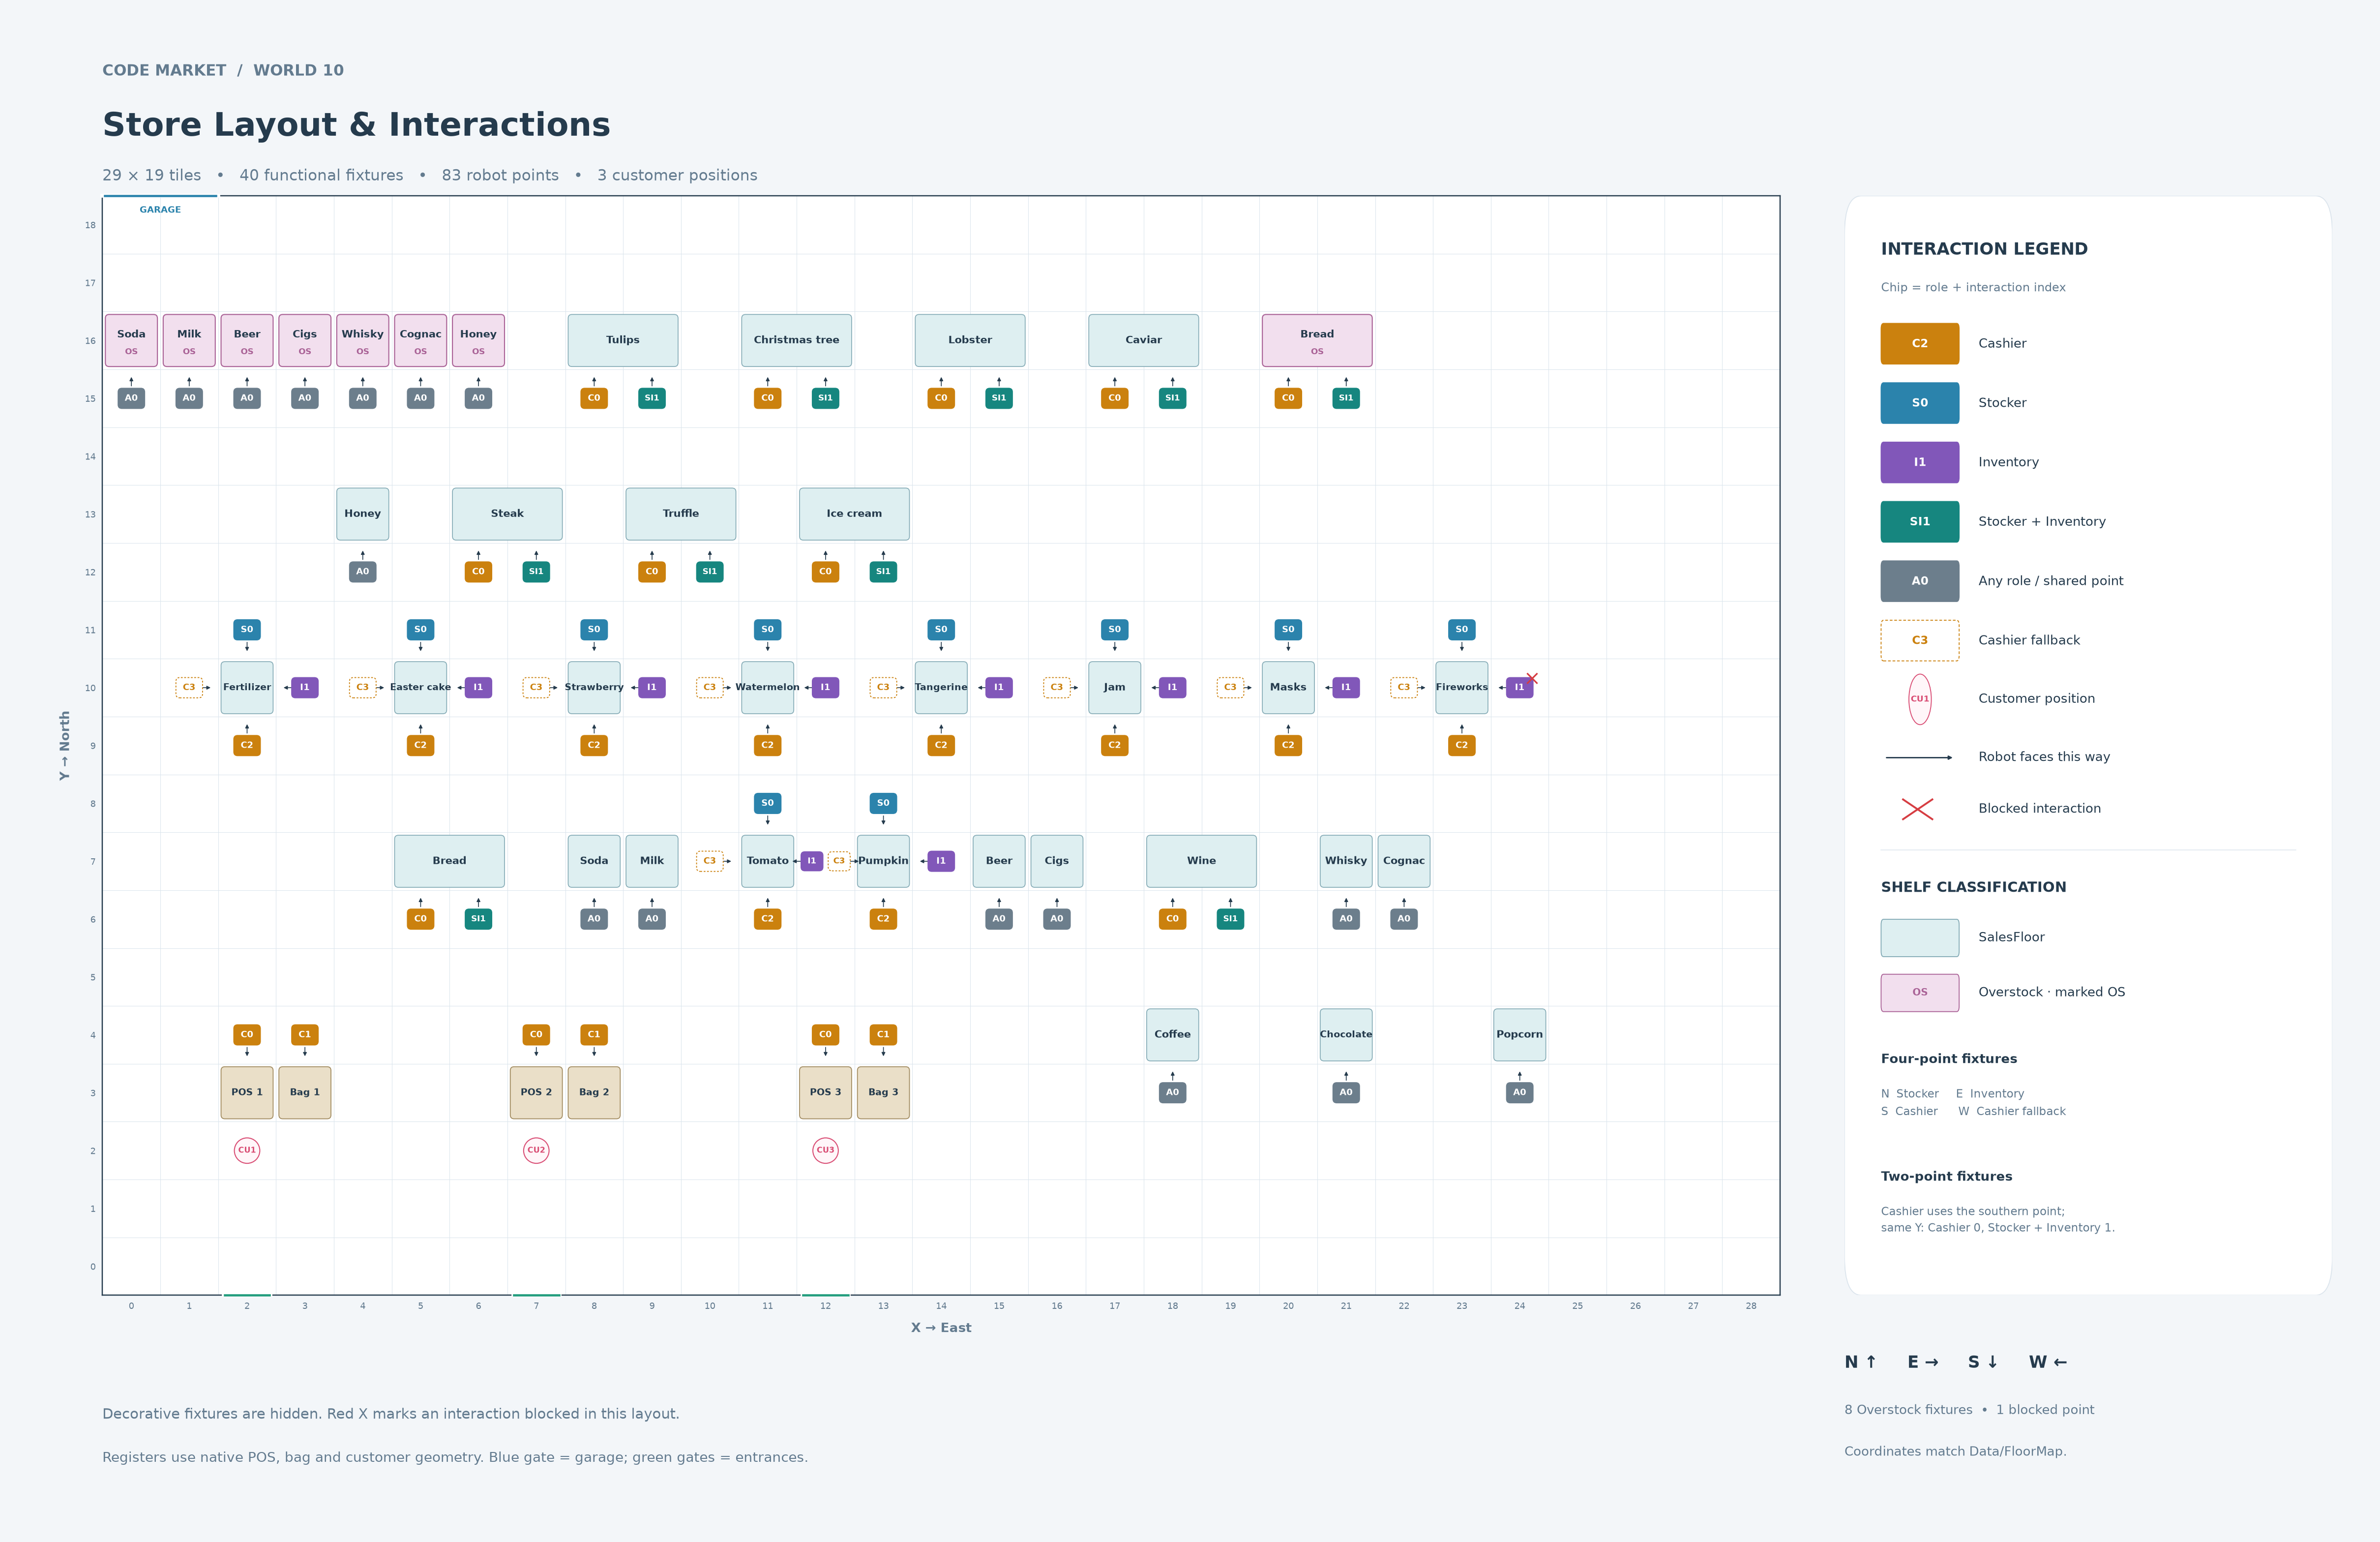 CODE MARKET / WORLD 10
Store Layout & Interactions
29 × 19 tiles • 40 functional fixtures • 83 robot points • 3 customer positions
GARAGE
18
17
16 Soda Milk Beer Cigs Whisky Cognac Honey Tulips Christmas tree Lobster Caviar Bread
OS OS OS OS OS OS OS OS
15 A0 A0 A0 A0 A0 A0 A0 C0 SI1 C0 SI1 C0 SI1 C0 SI1 C0 SI1
14
13 Honey Steak Truffle Ice cream
12 A0 C0 SI1 C0 SI1 C0 SI1
11 S0 S0 S0 S0 S0 S0 S0 S0
10 C3 Fertilizer I1 C3 Easter cake I1 C3 Strawberry I1 C3 Watermelon I1 C3 Tangerine I1 C3 Jam I1 C3 Masks I1 C3 Fireworks I1
9 C2 C2 C2 C2 C2 C2 C2 C2
8 S0 S0
7 Bread Soda Milk C3 Tomato I1 C3 Pumpkin I1 Beer Cigs Wine Whisky Cognac
6 C0 SI1 A0 A0 C2 C2 A0 A0 C0 SI1 A0 A0
5
4 C0 C1 C0 C1 C0 C1 Coffee Chocolate Popcorn
3 POS 1 Bag 1 POS 2 Bag 2 POS 3 Bag 3 A0 A0 A0
2 CU1 CU2 CU3
1
0
0 1 2 3 4 5 6 7 8 9 10 11 12 13 14 15 16 17 18 19 20 21 22 23 24 25 26 27 28
X → East
Y → North
INTERACTION LEGEND
Chip = role + interaction index
C2 Cashier
S0 Stocker
I1 Inventory
SI1 Stocker + Inventory
A0 Any role / shared point
C3 Cashier fallback
CU1 Customer position
Robot faces this way
Blocked interaction
SHELF CLASSIFICATION
SalesFloor
OS Overstock · marked OS
Four-point fixtures
N Stocker E Inventory
S Cashier W Cashier fallback
Two-point fixtures
Cashier uses the southern point;
same Y: Cashier 0, Stocker + Inventory 1.
N ↑ E → S ↓ W ←
8 Overstock fixtures • 1 blocked point
Coordinates match Data/FloorMap.
Decorative fixtures are hidden. Red X marks an interaction blocked in this layout.
Registers use native POS, bag and customer geometry. Blue gate = garage; green gates = entrances.